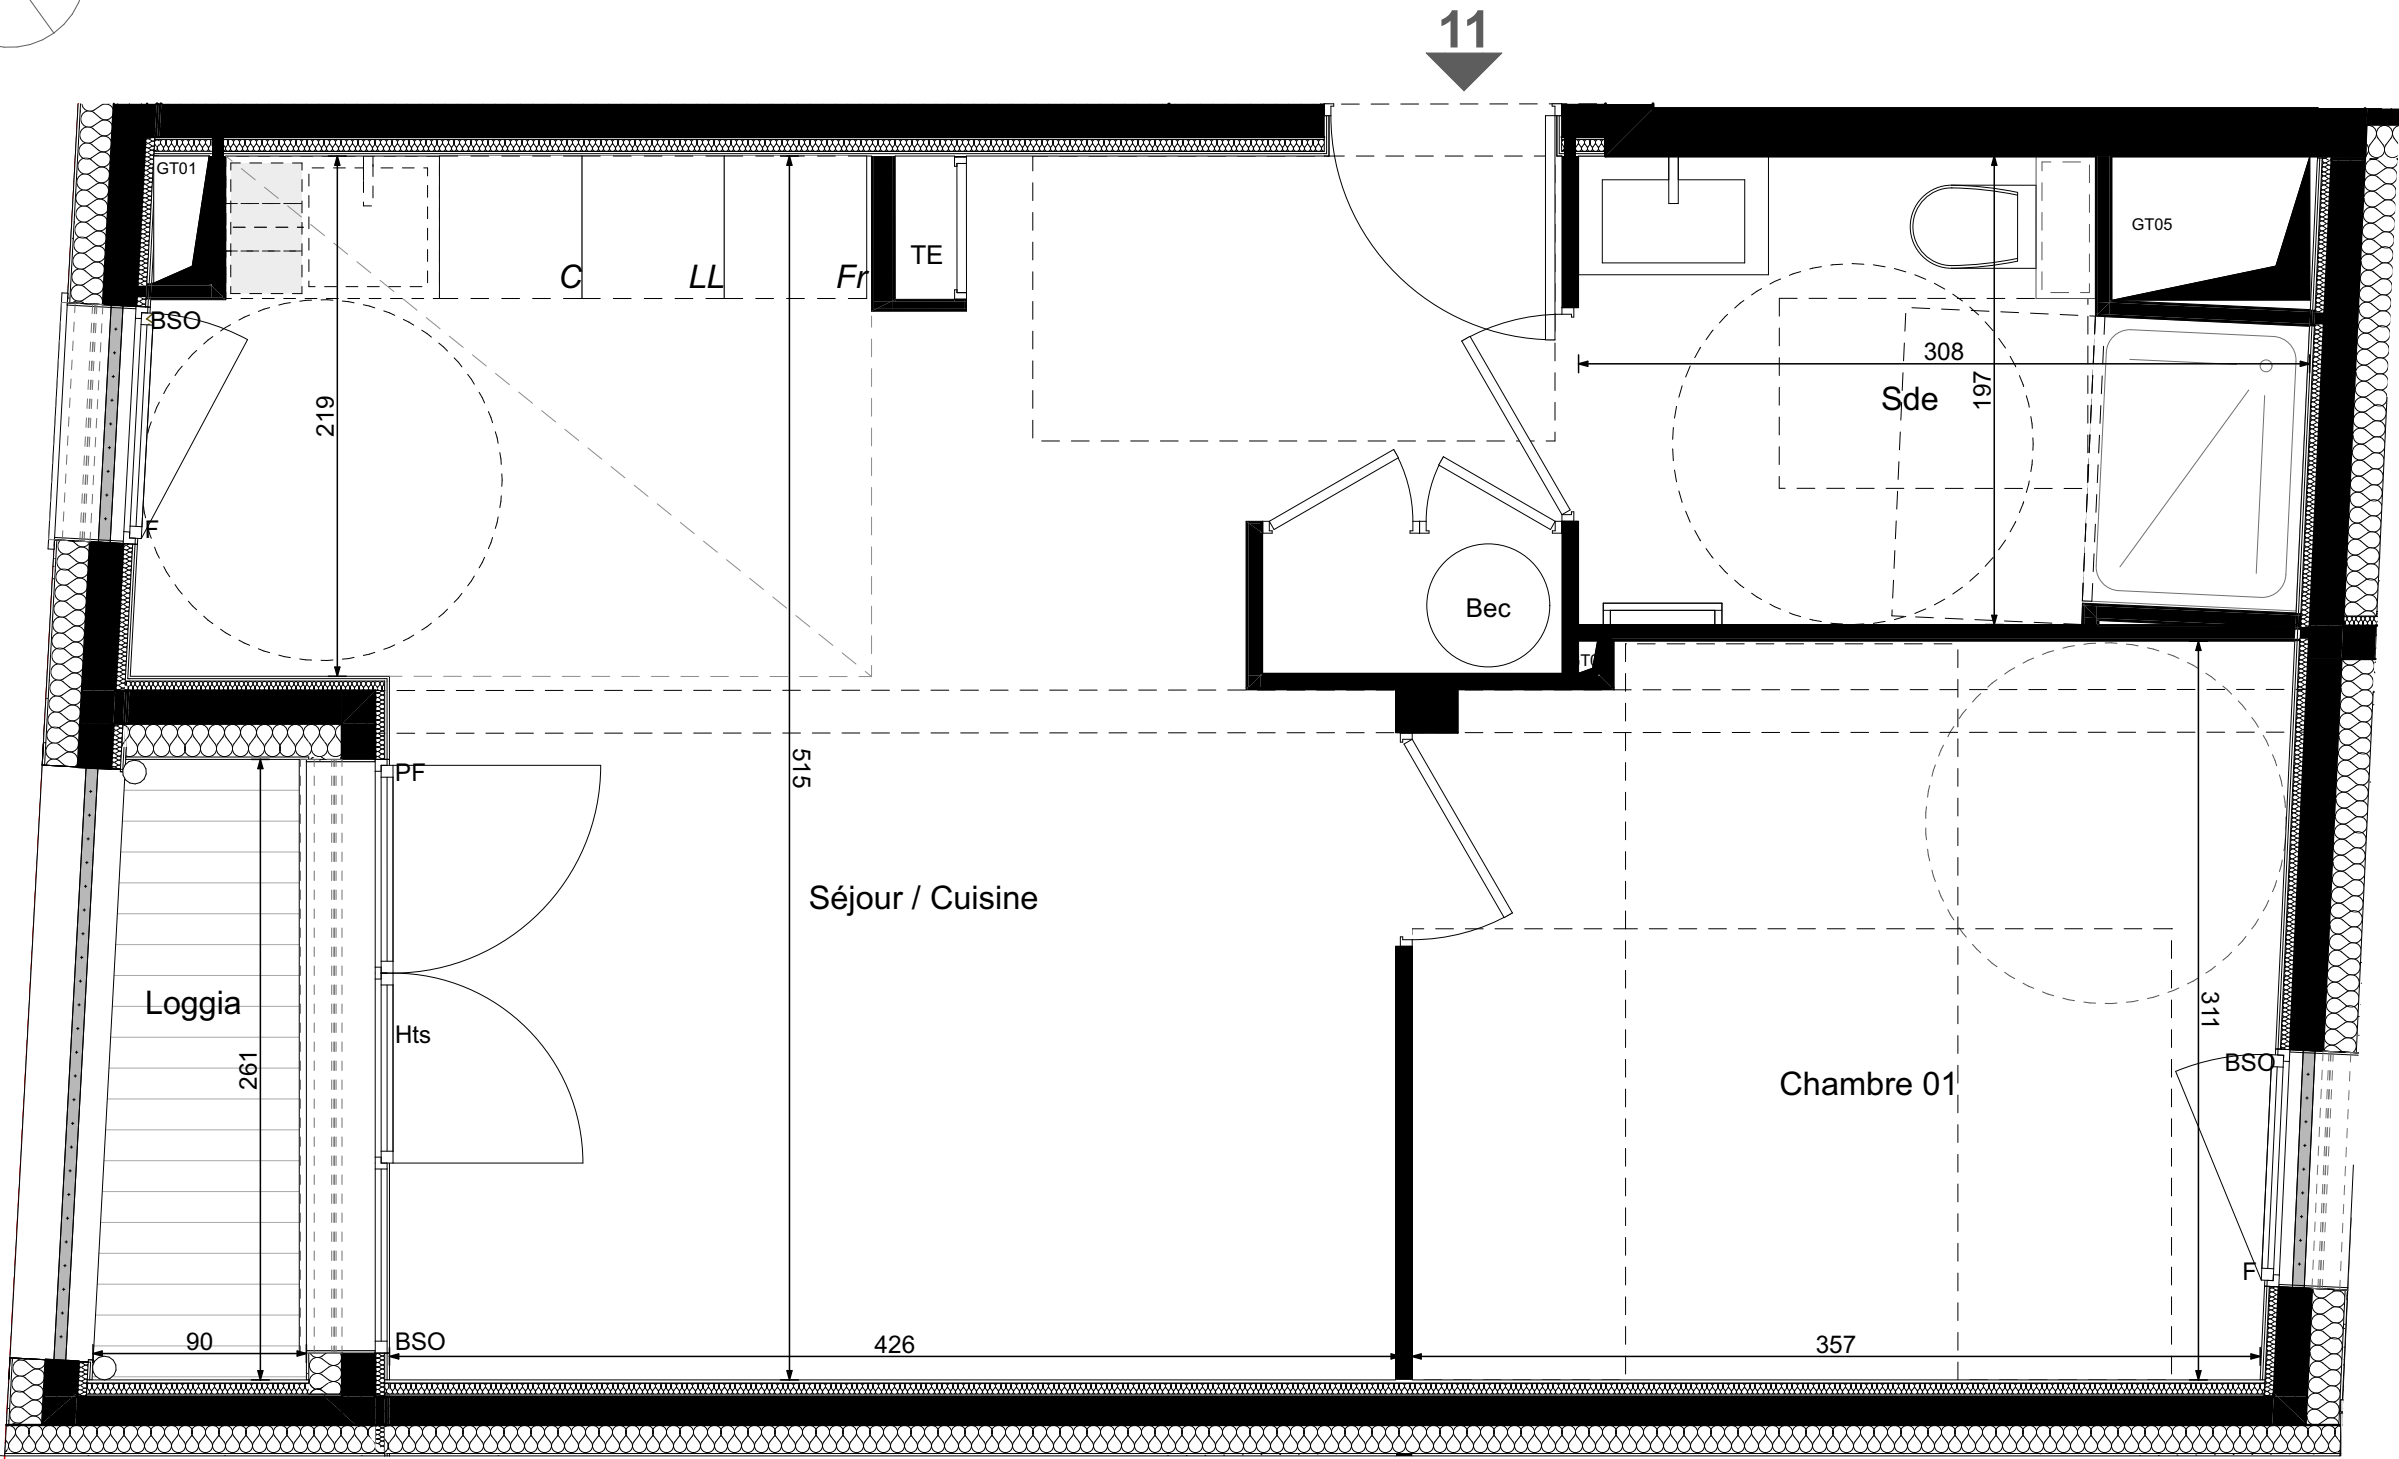 11
GT01
TE
GT05
C
LL
Fr
BSO
308
219
197
Sde
F
Bec
PF
515
Séjour / Cuisine
Loggia
Hts
261
311
BSO
Chambre 01
F
90
BSO
426
357